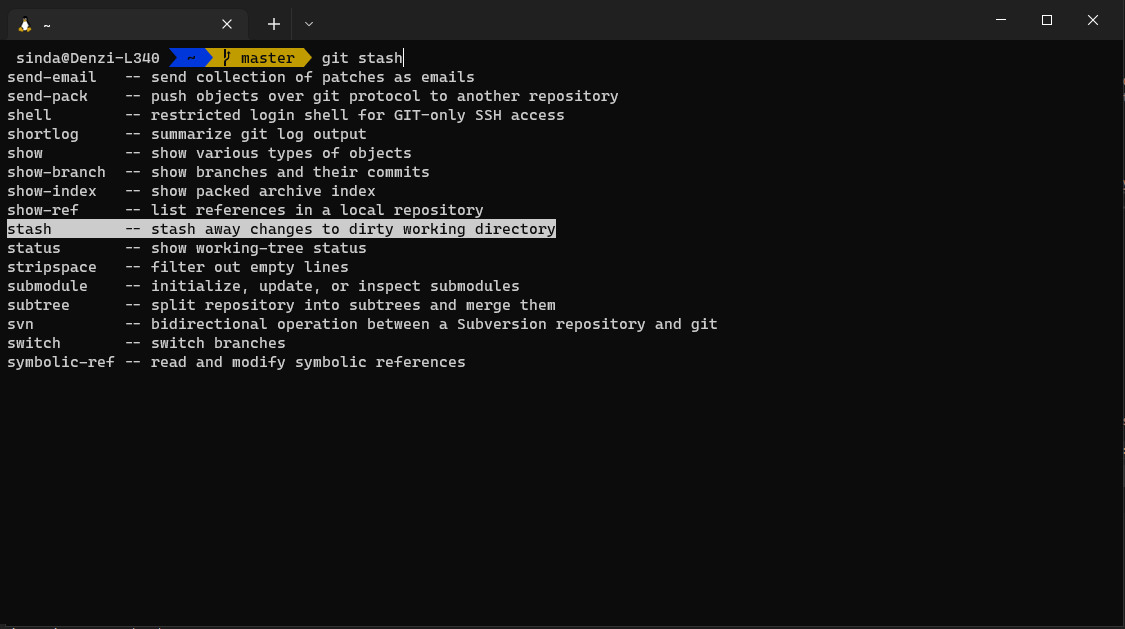 ~
sinda@Denzi-L340 ~ master git stash
send-email -- send collection of patches as emails
send-pack -- push objects over git protocol to another repository
shell -- restricted login shell for GIT-only SSH access
shortlog -- summarize git log output
show -- show various types of objects
show-branch -- show branches and their commits
show-index -- show packed archive index
show-ref -- list references in a local repository
stash -- stash away changes to dirty working directory
status -- show working-tree status
stripspace -- filter out empty lines
submodule -- initialize, update, or inspect submodules
subtree -- split repository into subtrees and merge them
svn -- bidirectional operation between a Subversion repository and git
switch -- switch branches
symbolic-ref -- read and modify symbolic references